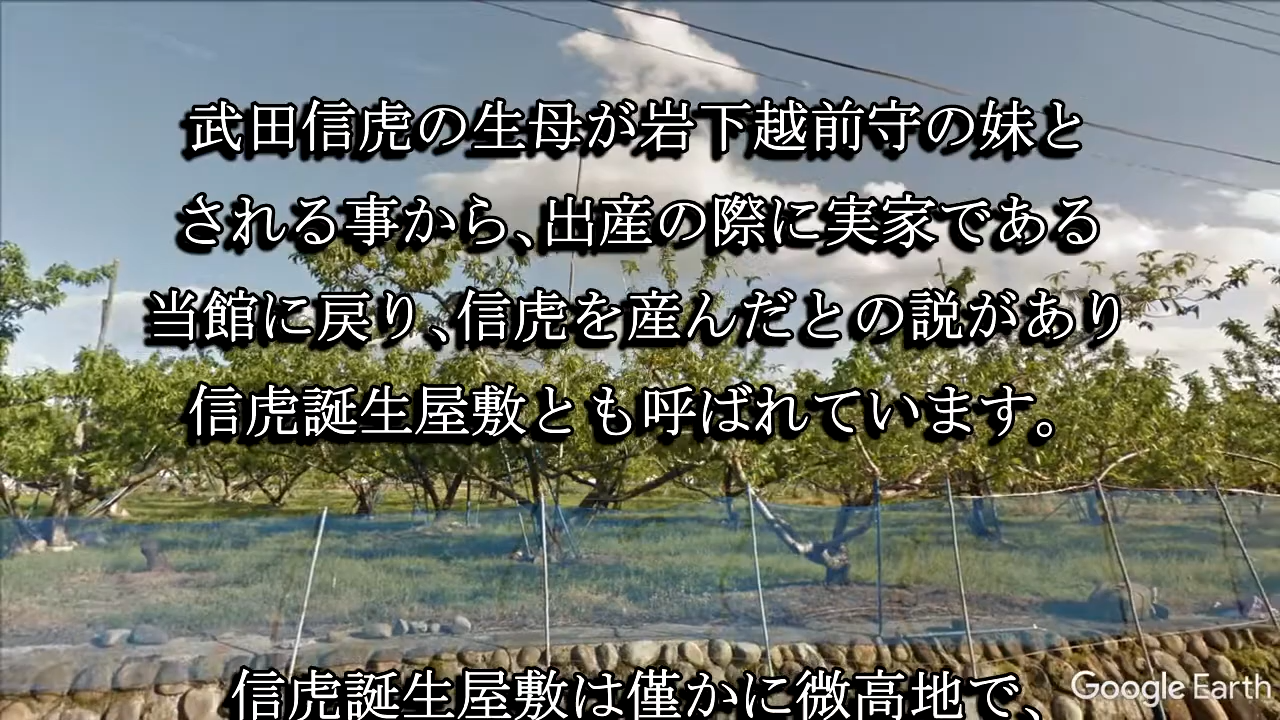 武田信虎の生母が岩下越前守の妹と
される事から、出産の際に実家である
当館に戻り、信虎を産んだとの説があり
信虎誕生屋敷とも呼ばれています。
信虎誕生屋敷は僅かに微高地で、
Google Earth